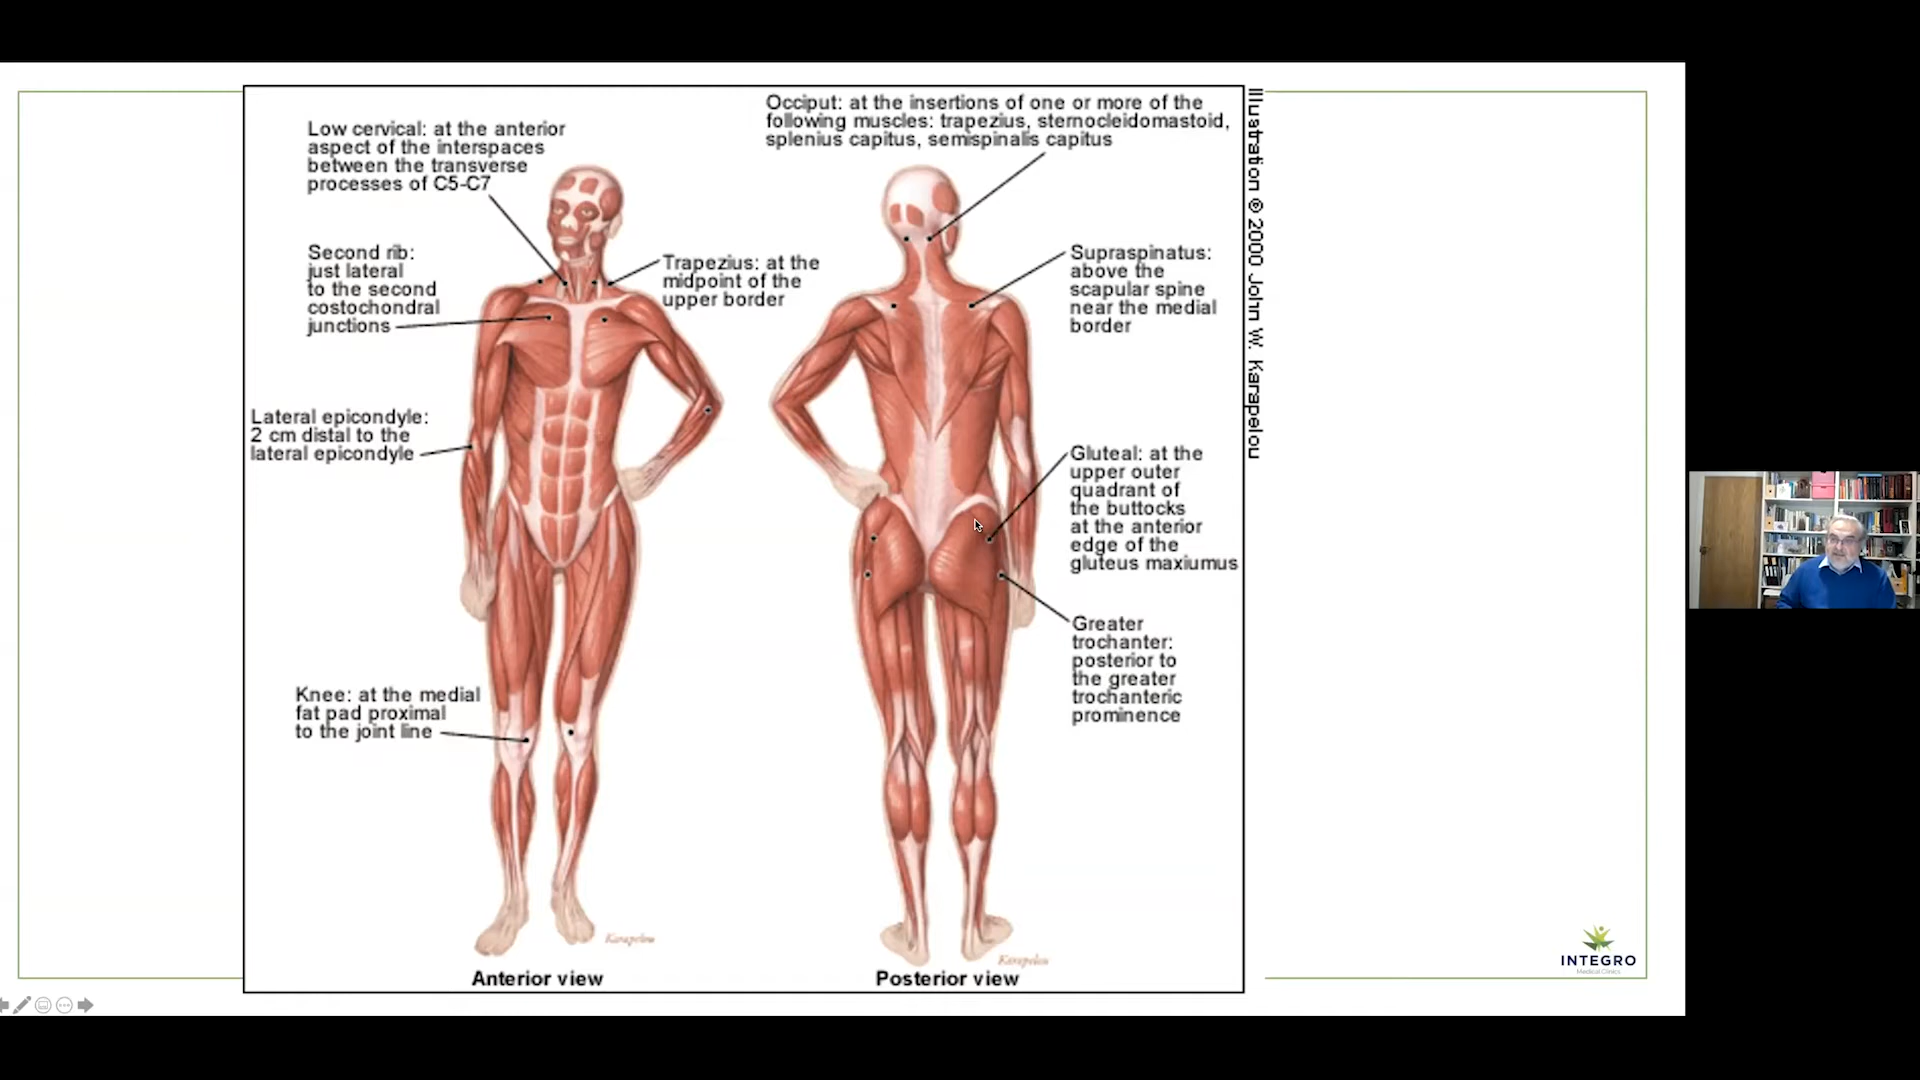 Low cervical: at the anterior
aspect of the interspaces
between the transverse
processes of C5-C7
Second rib:
just lateral
to the second
costochondral
junctions
Trapezius: at the
midpoint of the
upper border
Lateral epicondyle:
2 cm distal to the
lateral epicondyle
Knee: at the medial
fat pad proximal
to the joint line
Karapelou
Anterior view
Occiput: at the insertions of one or more of the
following muscles: trapezius, sternocleidomastoid,
splenius capitus, semispinalis capitus
Supraspinatus:
above the
scapular spine
near the medial
border
Gluteal: at the
upper outer
quadrant of
the buttocks
at the anterior
edge of the
gluteus maxiumus
Greater
trochanter:
posterior to
the greater
trochanteric
prominence
Karapelou
Posterior view
Illustration © 2000 John W. Karapelou
INTEGRO
Medical Clinics